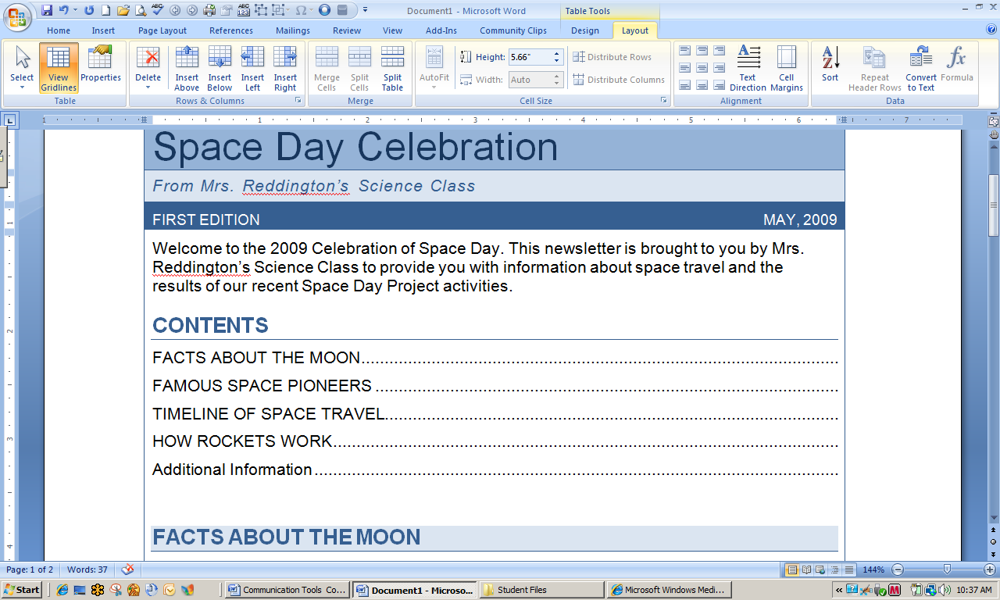 Document1 - Microsoft Word
Table Tools
Home Insert Page Layout References Mailings Review View Add-Ins Community Clips Design Layout
Select
View Gridlines
Properties
Table
Delete
Insert Above
Insert Below
Insert Left
Insert Right
Rows & Columns
Merge Cells
Split Cells
Split Table
Merge
AutoFit
Height: 5.66"
Width: Auto
Distribute Rows
Distribute Columns
Cell Size
Text Direction
Cell Margins
Alignment
Sort
Repeat Header Rows
Convert to Text
Formula
Data
1 1 2 3 4 5 6 7
Space Day Celebration
From Mrs. Reddington's Science Class
FIRST EDITION MAY, 2009
Welcome to the 2009 Celebration of Space Day. This newsletter is brought to you by Mrs.
Reddington's Science Class to provide you with information about space travel and the
results of our recent Space Day Project activities.
CONTENTS
FACTS ABOUT THE MOON
FAMOUS SPACE PIONEERS
TIMELINE OF SPACE TRAVEL
HOW ROCKETS WORK
Additional Information
FACTS ABOUT THE MOON
Page: 1 of 2 Words: 37 144%
Start Communication Tools Co... Document1 - Microso... Student Files Microsoft Windows Medi... 10:37 AM